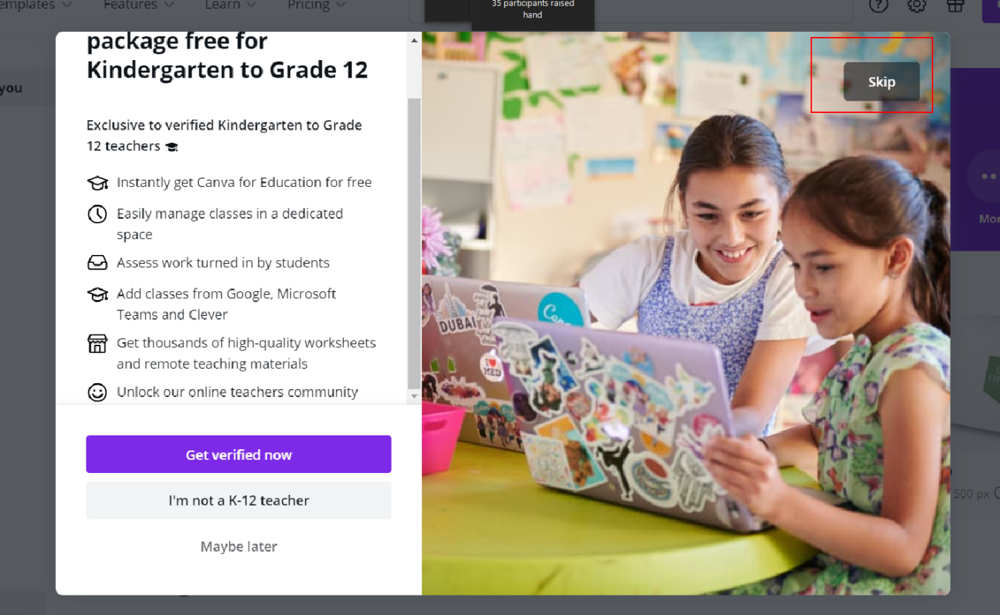 emplates
Features
Learn
Pricing
35 participants raised
hand
you
package free for
Kindergarten to Grade 12
Exclusive to verified Kindergarten to Grade
12 teachers
Instantly get Canva for Education for free
Easily manage classes in a dedicated
space
Assess work turned in by students
Add classes from Google, Microsoft
Teams and Clever
Get thousands of high-quality worksheets
and remote teaching materials
Unlock our online teachers community
Get verified now
I'm not a K-12 teacher
Maybe later
Skip
DUBAI
Canv
I ♥
MED
Mor
500 px